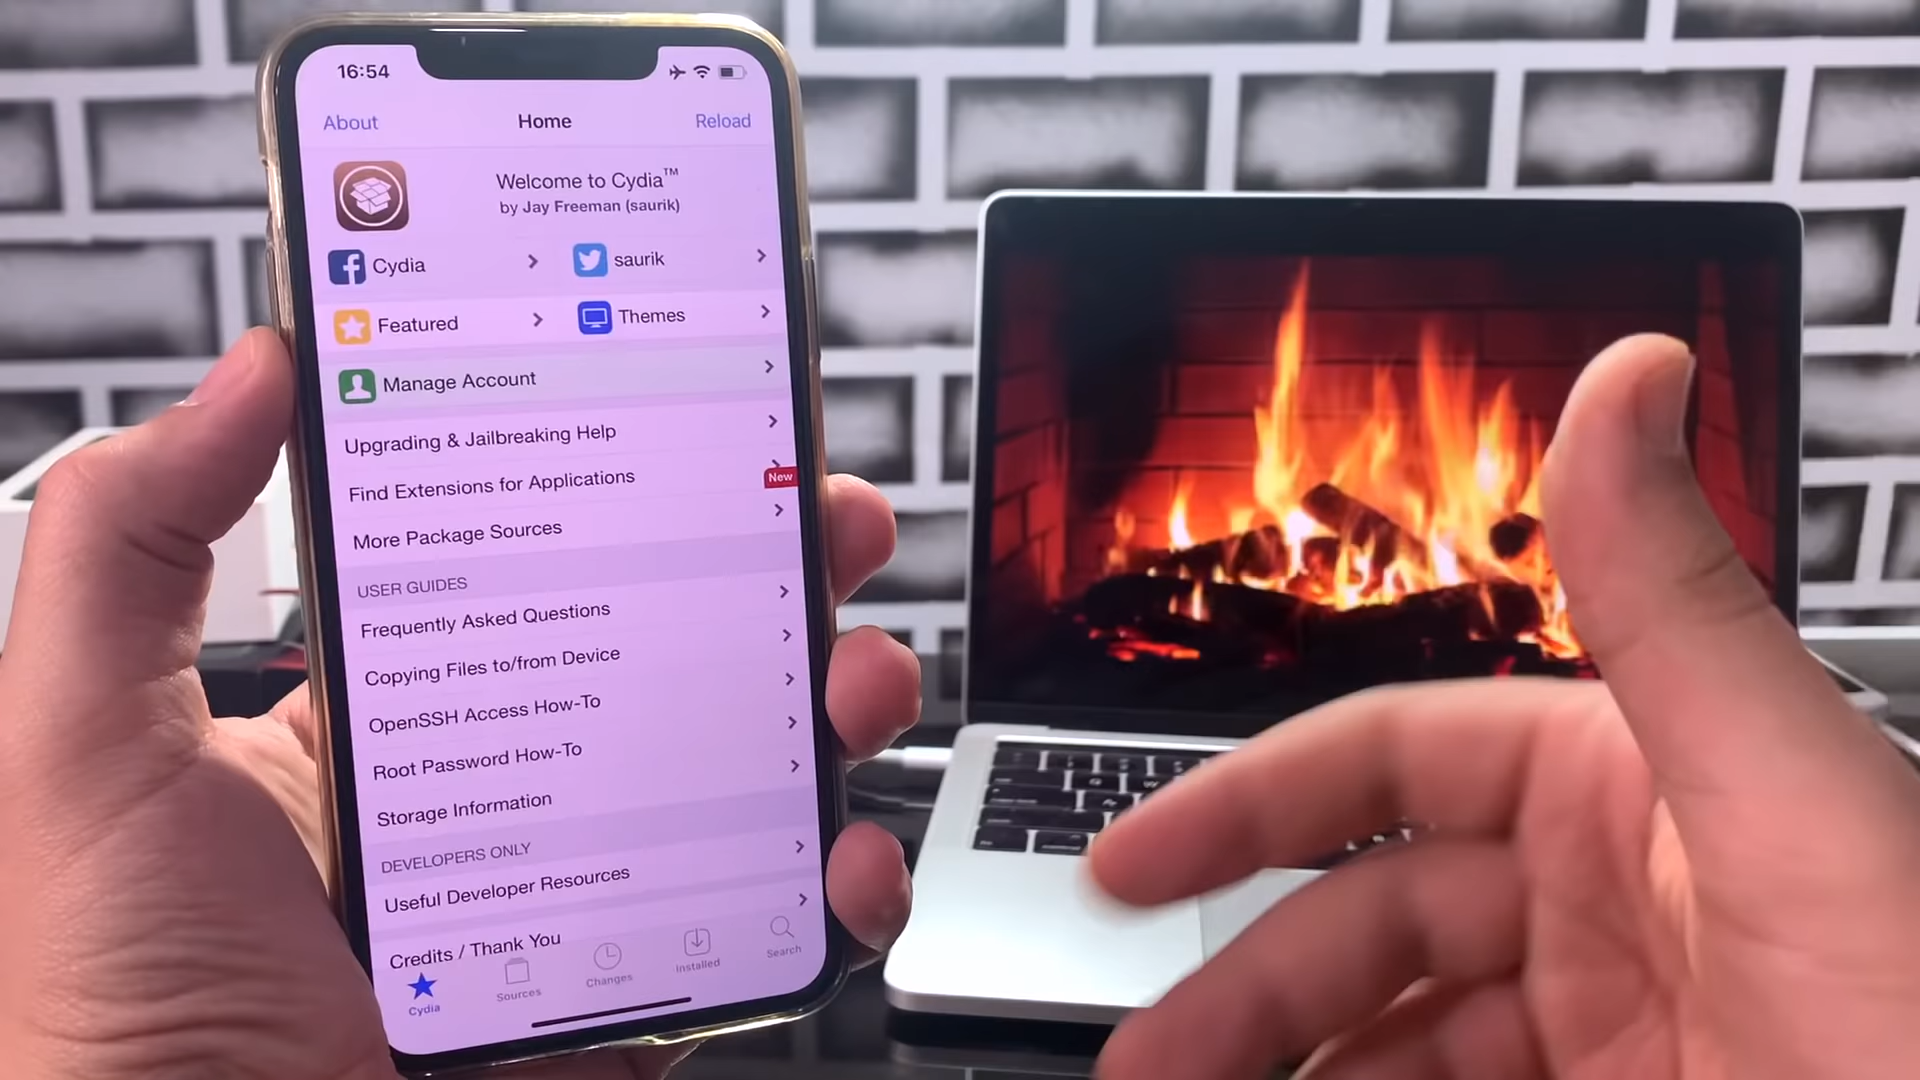 16:54
About
Home
Reload
Welcome to Cydia™
by Jay Freeman (saurik)
Cydia
saurik
Featured
Themes
Manage Account
Upgrading & Jailbreaking Help
Find Extensions for Applications
New
More Package Sources
USER GUIDES
Frequently Asked Questions
Copying Files to/from Device
OpenSSH Access How-To
Root Password How-To
Storage Information
DEVELOPERS ONLY
Useful Developer Resources
Credits / Thank You
Cydia
Sources
Changes
Installed
Search